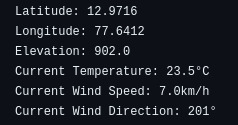 Latitude: 12.9716
Longitude: 77.6412
Elevation: 902.0
Current Temperature: 23.5°C
Current Wind Speed: 7.0km/h
Current Wind Direction: 201°